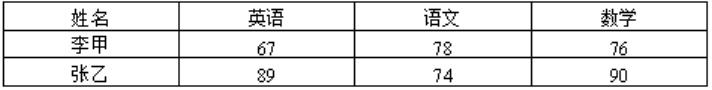 姓名 英语 语文 数学
李甲 67 78 76
张乙 89 74 90